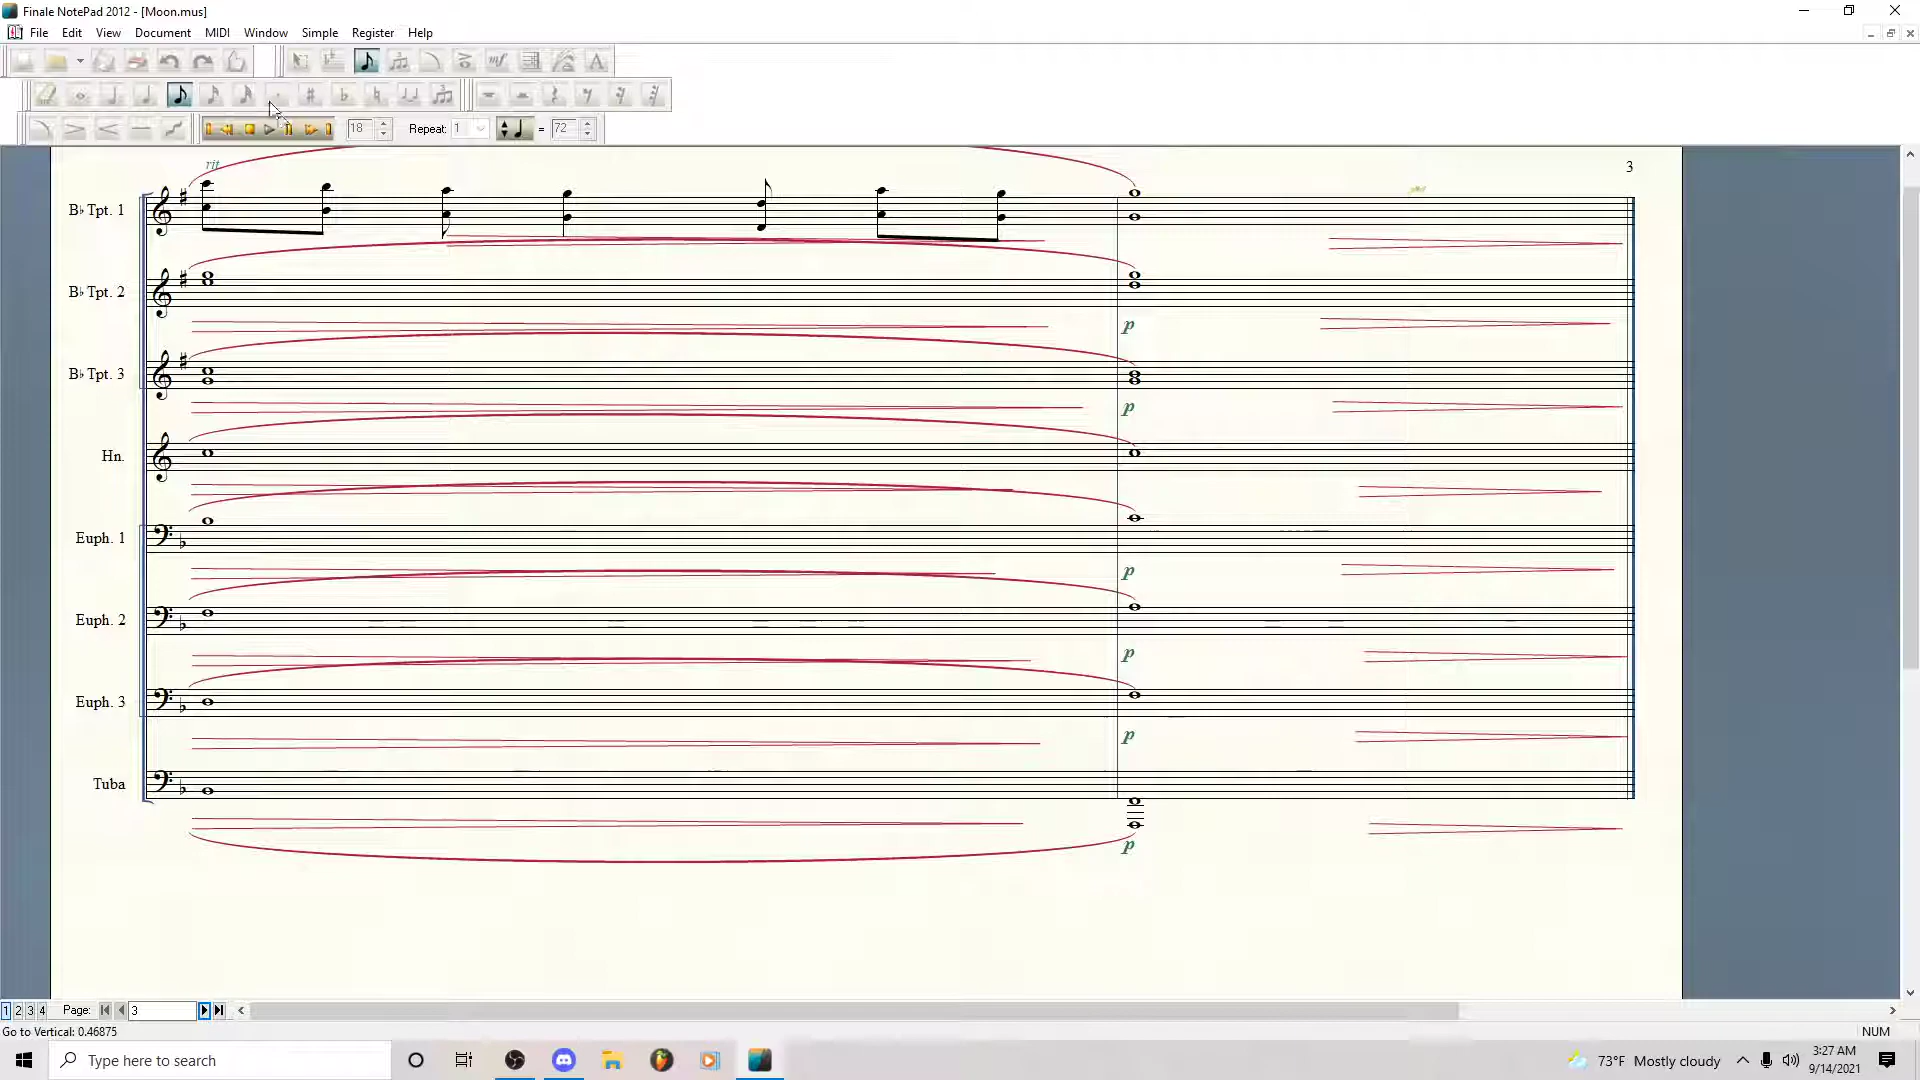 Finale NotePad 2012 - [Moon.mus]
File Edit View Document MIDI Window Simple Register Help
mf
A
18 Repeat: 1 = 72
rit.
3
B♭ Tpt. 1
B♭ Tpt. 2
p
B♭ Tpt. 3
p
Hn.
Euph. 1
p
Euph. 2
p
Euph. 3
p
Tuba
p
1 2 3 4 Page: 3
Go to Vertical: 0.46875 NUM
Type here to search
73°F Mostly cloudy
3:27 AM
9/14/2021